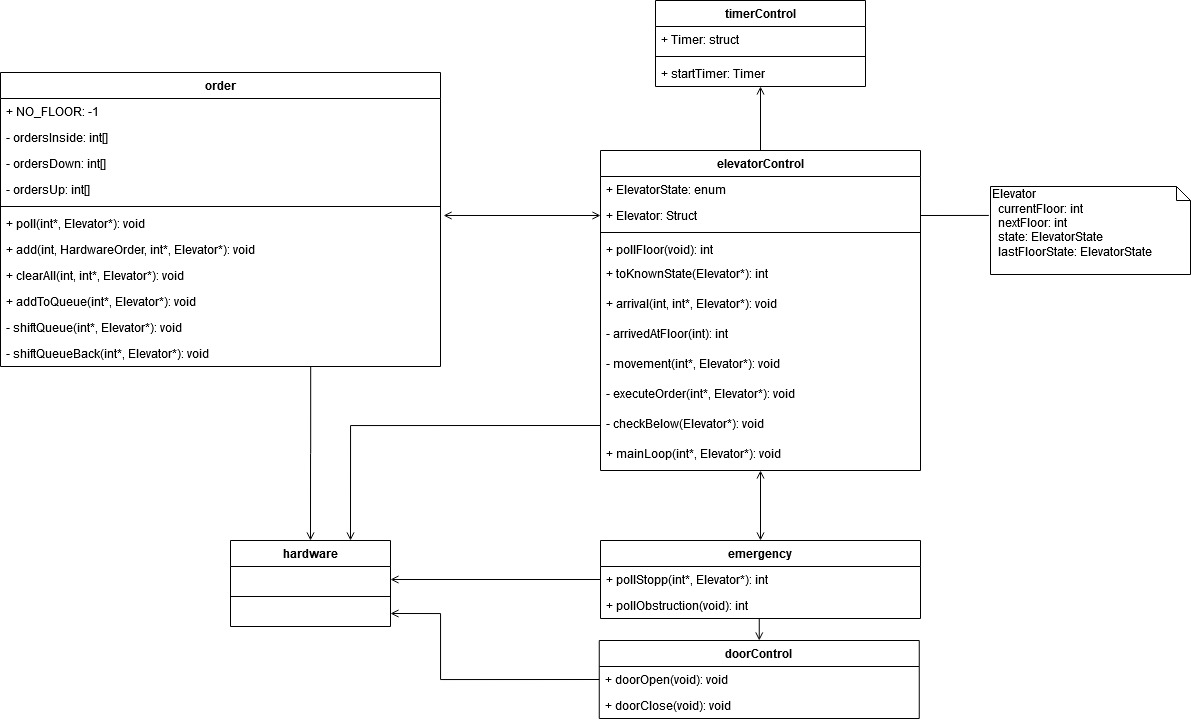 timerControl
+ Timer: struct
+ startTimer: Timer
order
+ NO_FLOOR: -1
- ordersInside: int[]
- ordersDown: int[]
- ordersUp: int[]
+ poll(int*, Elevator*): void
+ add(int, HardwareOrder, int*, Elevator*): void
+ clearAll(int, int*, Elevator*): void
+ addToQueue(int*, Elevator*): void
- shiftQueue(int*, Elevator*): void
- shiftQueueBack(int*, Elevator*): void
elevatorControl
+ ElevatorState: enum
+ Elevator: Struct
+ pollFloor(void): int
+ toKnownState(Elevator*): int
+ arrival(int, int*, Elevator*): void
- arrivedAtFloor(int): int
- movement(int*, Elevator*): void
- executeOrder(int*, Elevator*): void
- checkBelow(Elevator*): void
+ mainLoop(int*, Elevator*): void
Elevator
currentFloor: int
nextFloor: int
state: ElevatorState
lastFloorState: ElevatorState
hardware
emergency
+ pollStopp(int*, Elevator*): int
+ pollObstruction(void): int
doorControl
+ doorOpen(void): void
+ doorClose(void): void